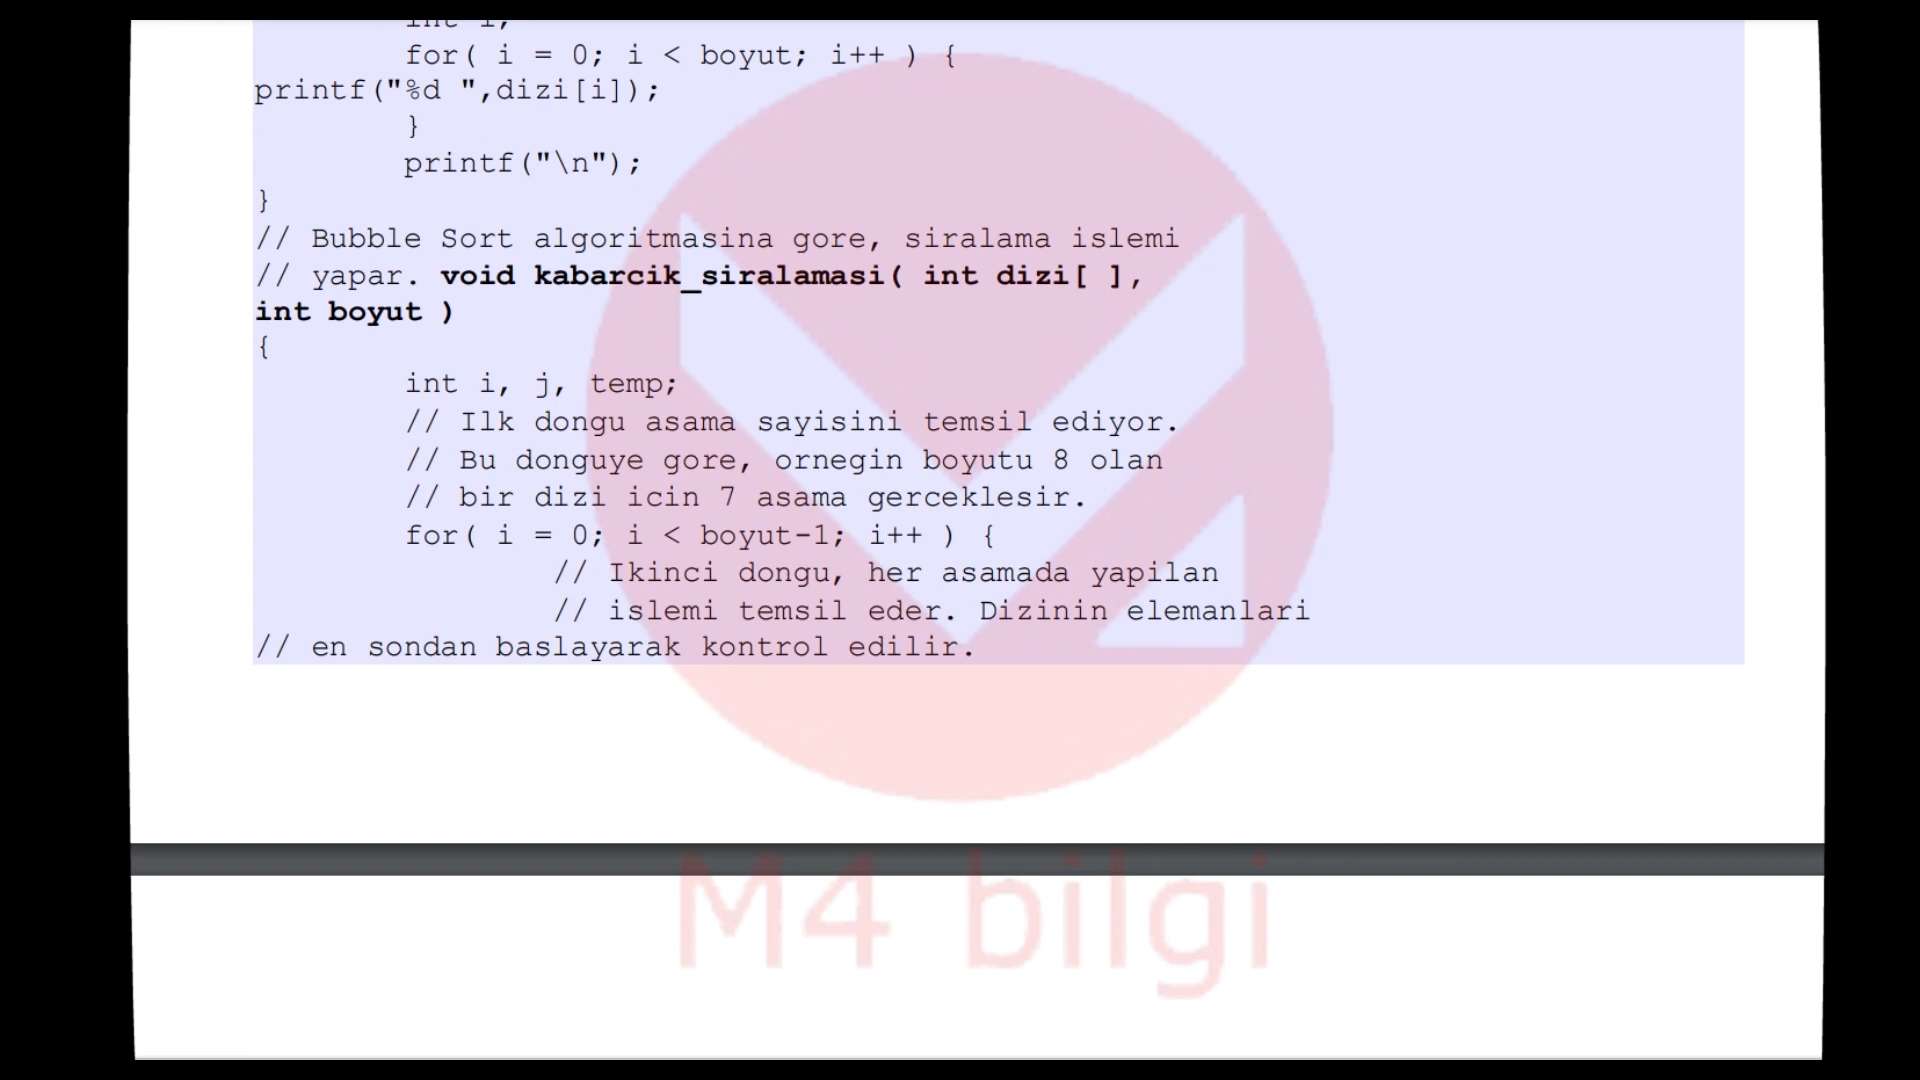 int i;
for( i = 0; i < boyut; i++ ) {
printf("%d ",dizi[i]);
}
printf("\n");
}
// Bubble Sort algoritmasina gore, siralama islemi
// yapar. void kabarcik_siralamasi( int dizi[ ],
int boyut )
{
int i, j, temp;
// Ilk dongu asama sayisini temsil ediyor.
// Bu donguye gore, ornegin boyutu 8 olan
// bir dizi icin 7 asama gerceklesir.
for( i = 0; i < boyut-1; i++ ) {
// Ikinci dongu, her asamada yapilan
// islemi temsil eder. Dizinin elemanlari
// en sondan baslayarak kontrol edilir.
M4 bilgi